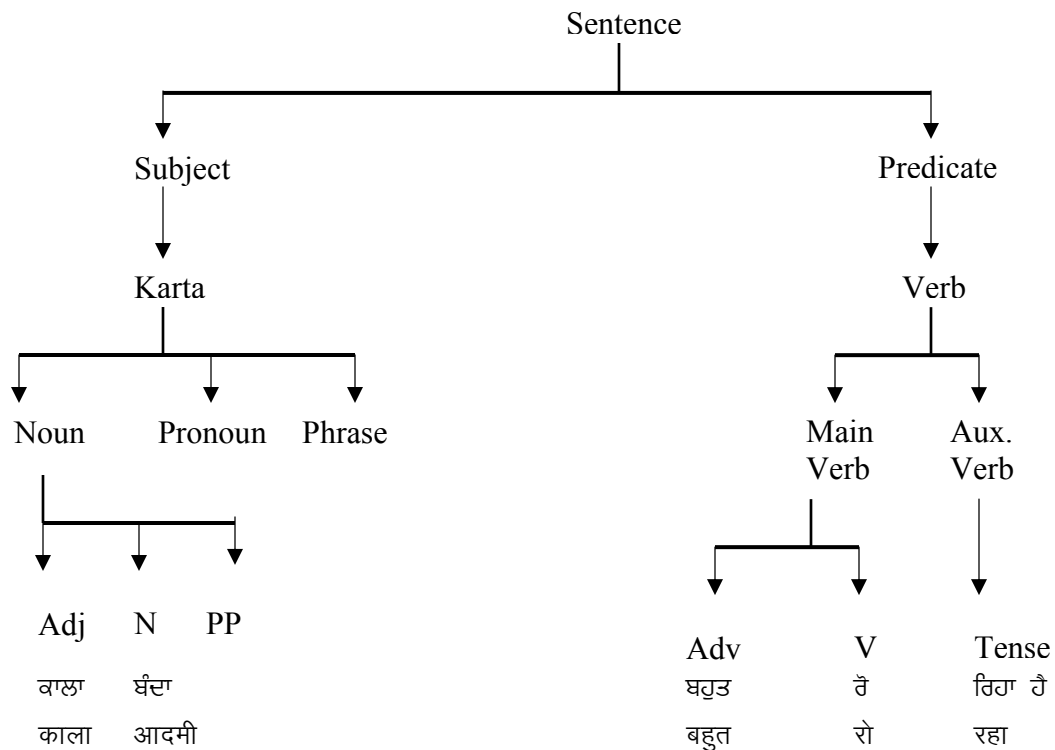 Sentence
Subject Predicate
Karta Verb
Noun Pronoun Phrase Main Verb Aux. Verb
Adj N PP Adv V Tense
ਕਾਲਾ ਬੰਦਾ ਬਹੁਤ ਰੋ ਰਿਹਾ ਹੈ
काला आदमी बहुत रो रहा